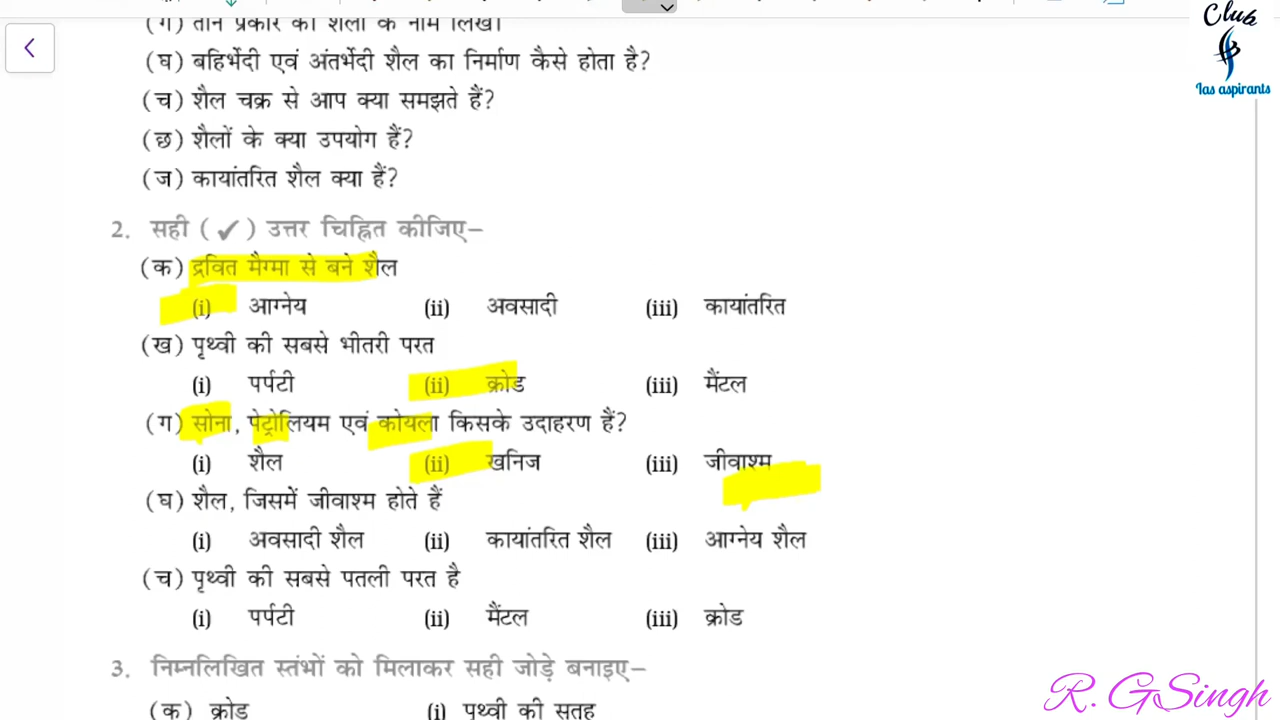 Club
Ias aspirants
(ग) तीन प्रकार की शैलों के नाम लिखें।
(घ) बहिर्भेदी एवं अंतर्भेदी शैल का निर्माण कैसे होता है?
(च) शैल चक्र से आप क्या समझते हैं?
(छ) शैलों के क्या उपयोग हैं?
(ज) कायांतरित शैल क्या हैं?
2. सही (✓) उत्तर चिह्नित कीजिए–
(क) द्रवित मैग्मा से बने शैल
(i) आग्नेय (ii) अवसादी (iii) कायांतरित
(ख) पृथ्वी की सबसे भीतरी परत
(i) पर्पटी (ii) क्रोड (iii) मैंटल
(ग) सोना, पेट्रोलियम एवं कोयला किसके उदाहरण हैं?
(i) शैल (ii) खनिज (iii) जीवाश्म
(घ) शैल, जिसमें जीवाश्म होते हैं
(i) अवसादी शैल (ii) कायांतरित शैल (iii) आग्नेय शैल
(च) पृथ्वी की सबसे पतली परत है
(i) पर्पटी (ii) मैंटल (iii) क्रोड
3. निम्नलिखित स्तंभों को मिलाकर सही जोड़े बनाइए–
(क) क्रोड (i) पृथ्वी की सतह
R. G Singh